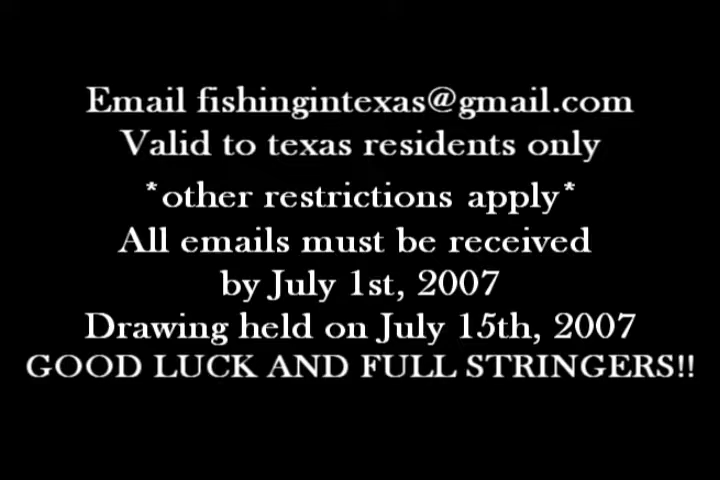 Email fishingintexas@gmail.com
Valid to texas residents only
*other restrictions apply*
All emails must be received
by July 1st, 2007
Drawing held on July 15th, 2007
GOOD LUCK AND FULL STRINGERS!!